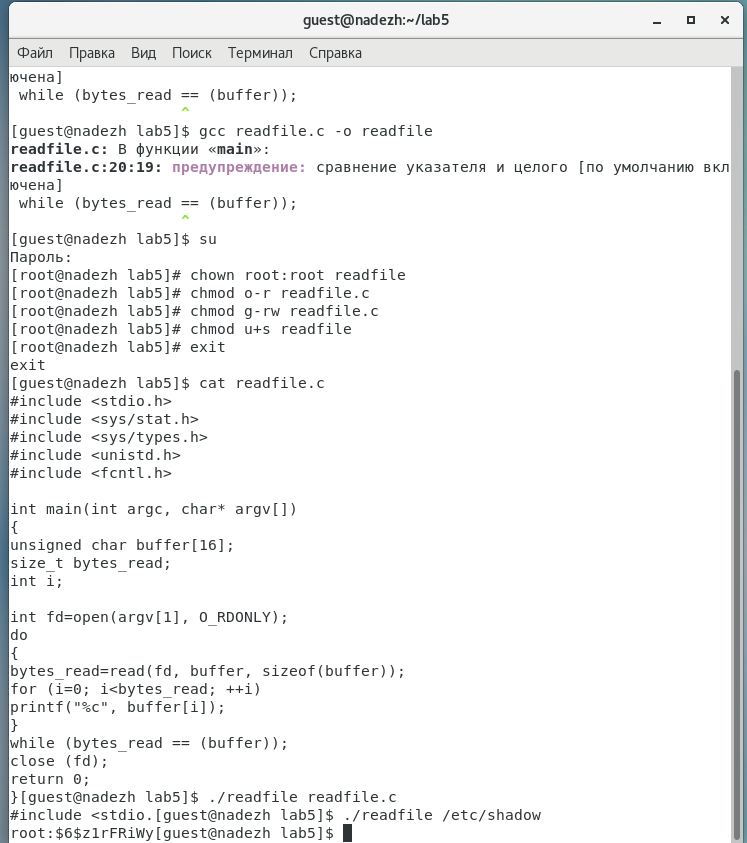 guest@nadezh:~/lab5
Файл Правка Вид Поиск Терминал Справка
ючена]
 while (bytes_read == (buffer));
                   ^
[guest@nadezh lab5]$ gcc readfile.c -o readfile
readfile.c: В функции «main»:
readfile.c:20:19: предупреждение: сравнение указателя и целого [по умолчанию вкл
ючена]
 while (bytes_read == (buffer));
                   ^
[guest@nadezh lab5]$ su
Пароль:
[root@nadezh lab5]# chown root:root readfile
[root@nadezh lab5]# chmod o-r readfile.c
[root@nadezh lab5]# chmod g-rw readfile.c
[root@nadezh lab5]# chmod u+s readfile
[root@nadezh lab5]# exit
exit
[guest@nadezh lab5]$ cat readfile.c
#include <stdio.h>
#include <sys/stat.h>
#include <sys/types.h>
#include <unistd.h>
#include <fcntl.h>

int main(int argc, char* argv[])
{
unsigned char buffer[16];
size_t bytes_read;
int i;

int fd=open(argv[1], O_RDONLY);
do
{
bytes_read=read(fd, buffer, sizeof(buffer));
for (i=0; i<bytes_read; ++i)
printf("%c", buffer[i]);
}
while (bytes_read == (buffer));
close (fd);
return 0;
}[guest@nadezh lab5]$ ./readfile readfile.c
#include <stdio.[guest@nadezh lab5]$ ./readfile /etc/shadow
root:$6$z1rFRiWy[guest@nadezh lab5]$